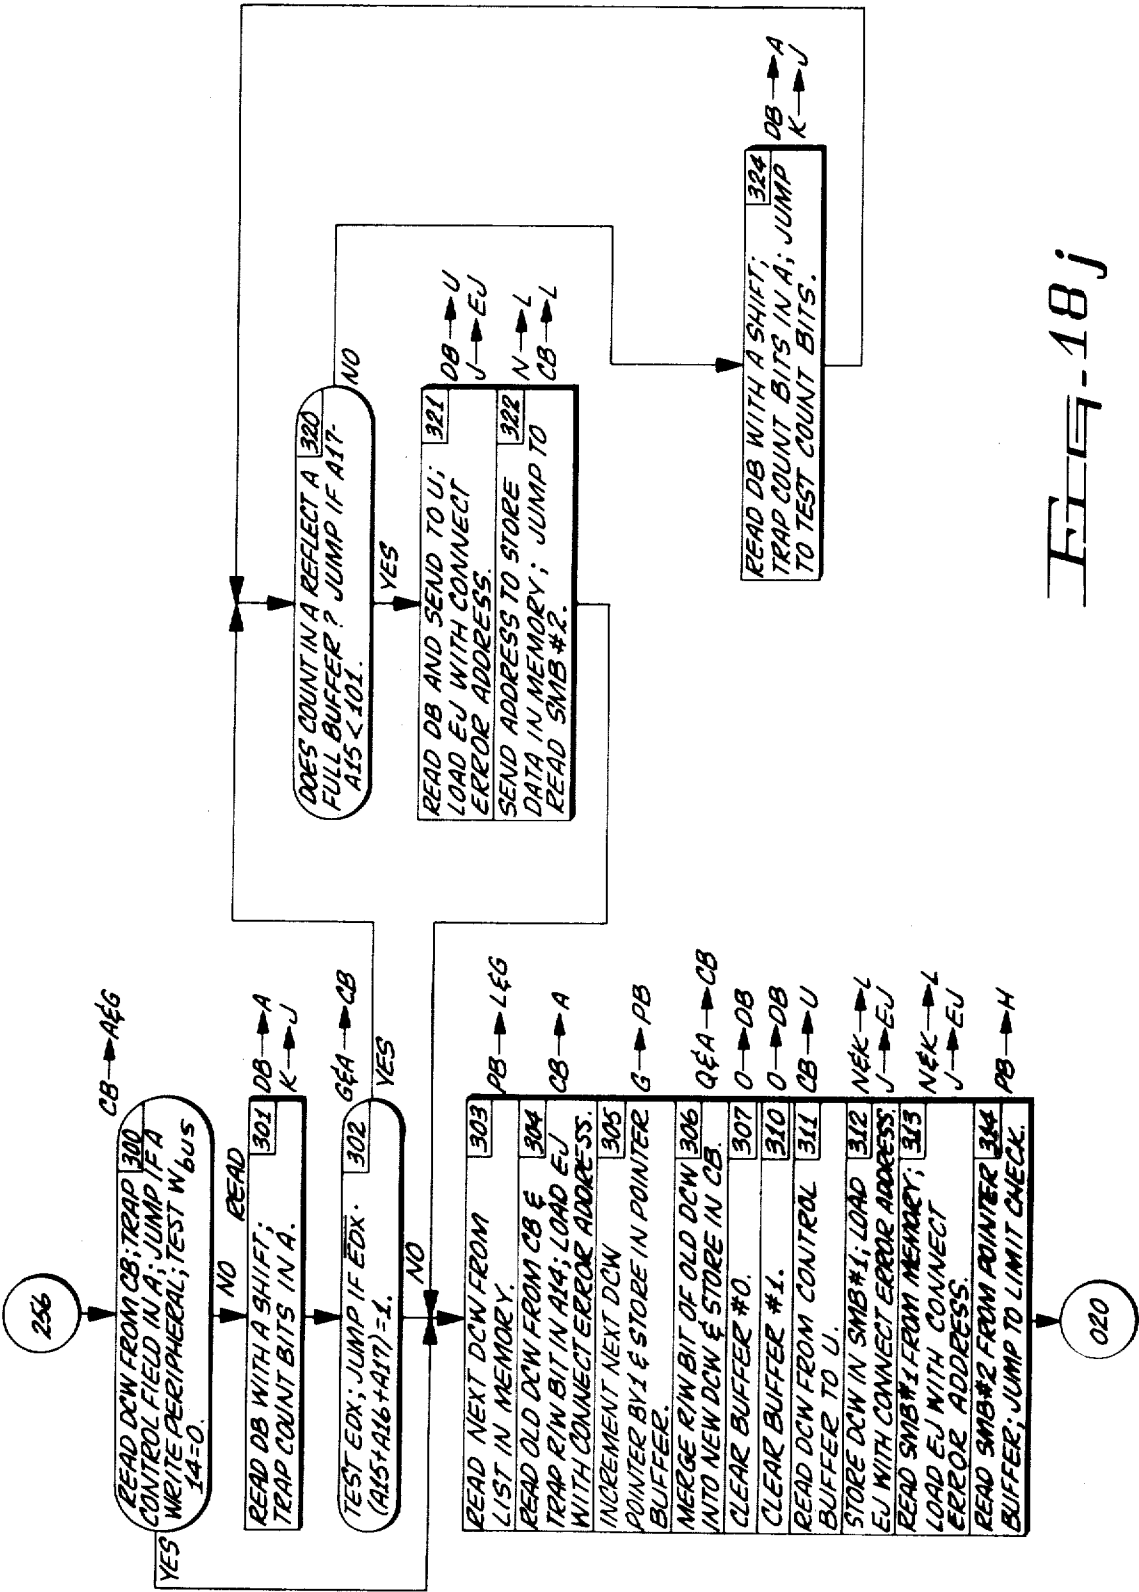 256
READ DCW FROM CB; TRAP 300
CONTROL FIELD IN A; JUMP IF A
WRITE PERIPHERAL; TEST Wbus
14=0.
CB→A&G
YES
NO
READ
READ DB WITH A SHIFT; 301
TRAP COUNT BITS IN A.
DB→A
K→J
TEST EDX; JUMP IF E̅D̅X̅· 302
(A15+A16+A17)=1.
G&A→CB
YES
NO
READ NEXT DCW FROM 303
LIST IN MEMORY.
PB→L&G
READ OLD DCW FROM CB & 304
TRAP R/W BIT IN A14; LOAD EJ
WITH CONNECT ERROR ADDRESS.
CB→A
INCREMENT NEXT DCW 305
POINTER BY 1 & STORE IN POINTER
BUFFER.
G→PB
MERGE R/W BIT OF OLD DCW 306
INTO NEW DCW & STORE IN CB.
Q&A→CB
CLEAR BUFFER #0. 307
O→DB
CLEAR BUFFER #1. 310
O→DB
READ DCW FROM CONTROL 311
BUFFER TO U.
CB→U
STORE DCW IN SMB#1; LOAD 312
EJ WITH CONNECT ERROR ADDRESS.
N&K→L
J→EJ
READ SMB#1 FROM MEMORY; 313
LOAD EJ WITH CONNECT
ERROR ADDRESS.
N&K→L
J→EJ
READ SMB#2 FROM POINTER 314
BUFFER; JUMP TO LIMIT CHECK.
PB→H
020
DOES COUNT IN A REFLECT A 320
FULL BUFFER? JUMP IF A17-
A15<101.
NO
YES
READ DB AND SEND TO U; 321
LOAD EJ WITH CONNECT
ERROR ADDRESS.
DB→U
J→EJ
SEND ADDRESS TO STORE 322
DATA IN MEMORY; JUMP TO
READ SMB#2.
N→L
CB→L
READ DB WITH A SHIFT; 324
TRAP COUNT BITS IN A; JUMP
TO TEST COUNT BITS.
DB→A
K→J
FIG-18j